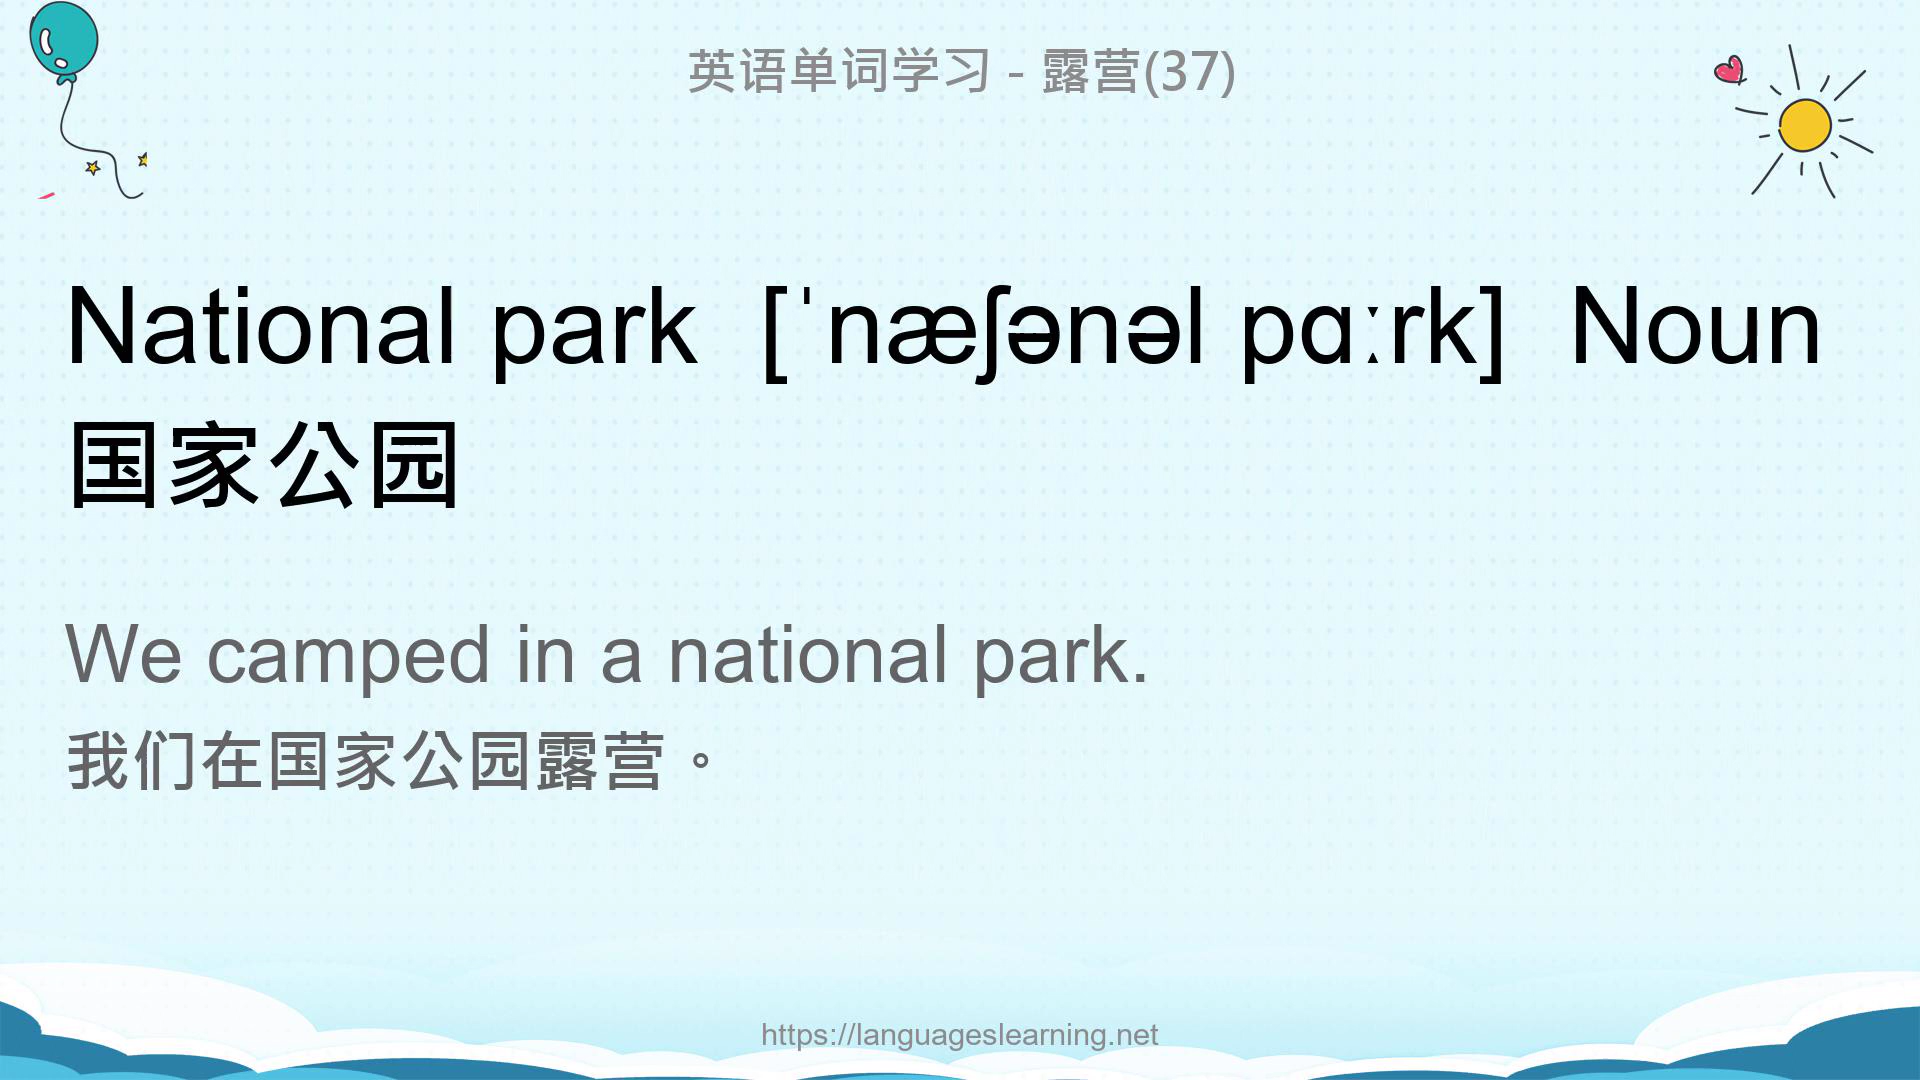 英语单词学习 - 露营(37)
National park [ˈnæʃənəl pɑːrk] Noun
国家公园
We camped in a national park.
我们在国家公园露营。
https://languageslearning.net